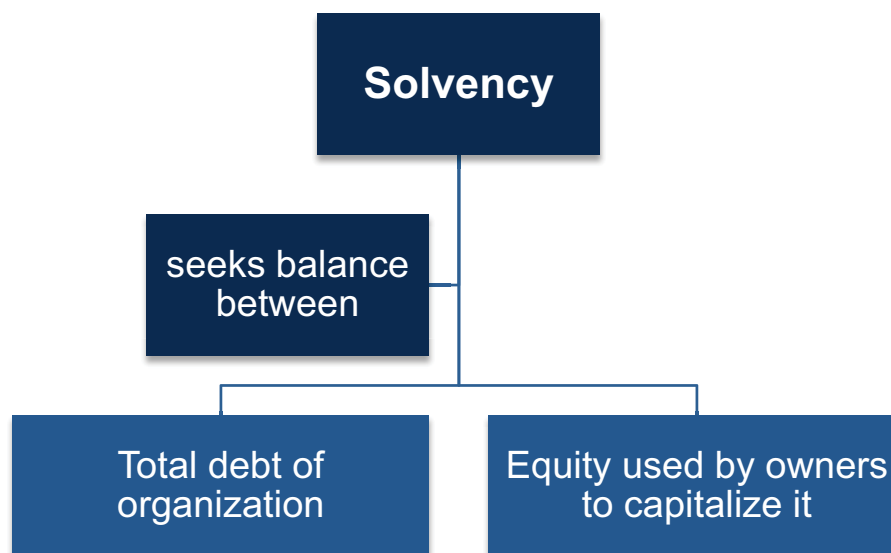 Solvency
seeks balance
between
Total debt of
organization
Equity used by owners
to capitalize it